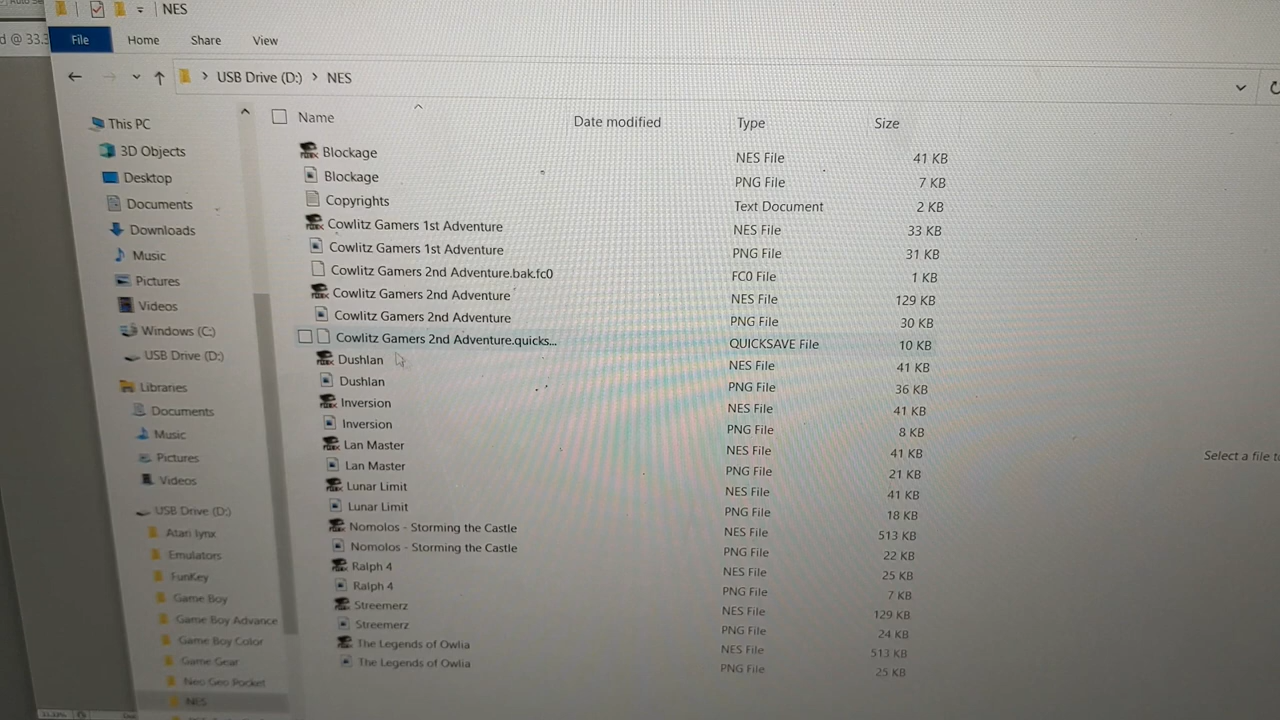 NES
d @ 33.3
File Home Share View
USB Drive (D:) > NES
Name Date modified Type Size
This PC
3D Objects
Desktop
Documents
Downloads
Music
Pictures
Videos
Windows (C:)
USB Drive (D:)
Libraries
Documents
Music
Pictures
Videos
USB Drive (D:)
Atari lynx
Emulators
FunKey
Game Boy
Game Boy Advance
Game Boy Color
Game Gear
Neo Geo Pocket
NES
Blockage NES File 41 KB
Blockage PNG File 7 KB
Copyrights Text Document 2 KB
Cowlitz Gamers 1st Adventure NES File 33 KB
Cowlitz Gamers 1st Adventure PNG File 31 KB
Cowlitz Gamers 2nd Adventure.bak.fc0 FC0 File 1 KB
Cowlitz Gamers 2nd Adventure NES File 129 KB
Cowlitz Gamers 2nd Adventure PNG File 30 KB
Cowlitz Gamers 2nd Adventure.quicks... QUICKSAVE File 10 KB
Dushlan NES File 41 KB
Dushlan PNG File 36 KB
Inversion NES File 41 KB
Inversion PNG File 8 KB
Lan Master NES File 41 KB
Lan Master PNG File 21 KB
Lunar Limit NES File 41 KB
Lunar Limit PNG File 18 KB
Nomolos - Storming the Castle NES File 513 KB
Nomolos - Storming the Castle PNG File 22 KB
Ralph 4 NES File 25 KB
Ralph 4 PNG File 7 KB
Streemerz NES File 129 KB
Streemerz PNG File 24 KB
The Legends of Owlia NES File 513 KB
The Legends of Owlia PNG File 25 KB
Select a file to
33.33%